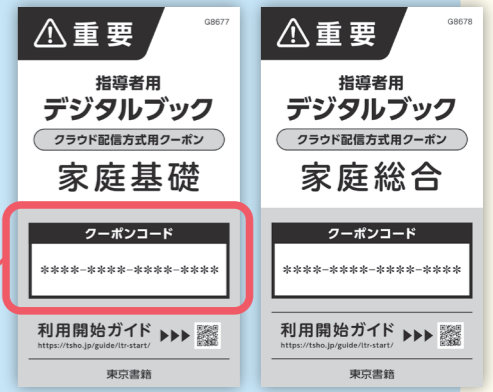 重要
G8677
指導者用
デジタルブック
クラウド配信方式用クーポン
家庭基礎
クーポンコード
****-****-****-****
利用開始ガイド ▶▶▶
https://tsho.jp/guide/ltr-start/
東京書籍
重要
G8678
指導者用
デジタルブック
クラウド配信方式用クーポン
家庭総合
クーポンコード
****-****-****-****
利用開始ガイド ▶▶▶
https://tsho.jp/guide/ltr-start/
東京書籍